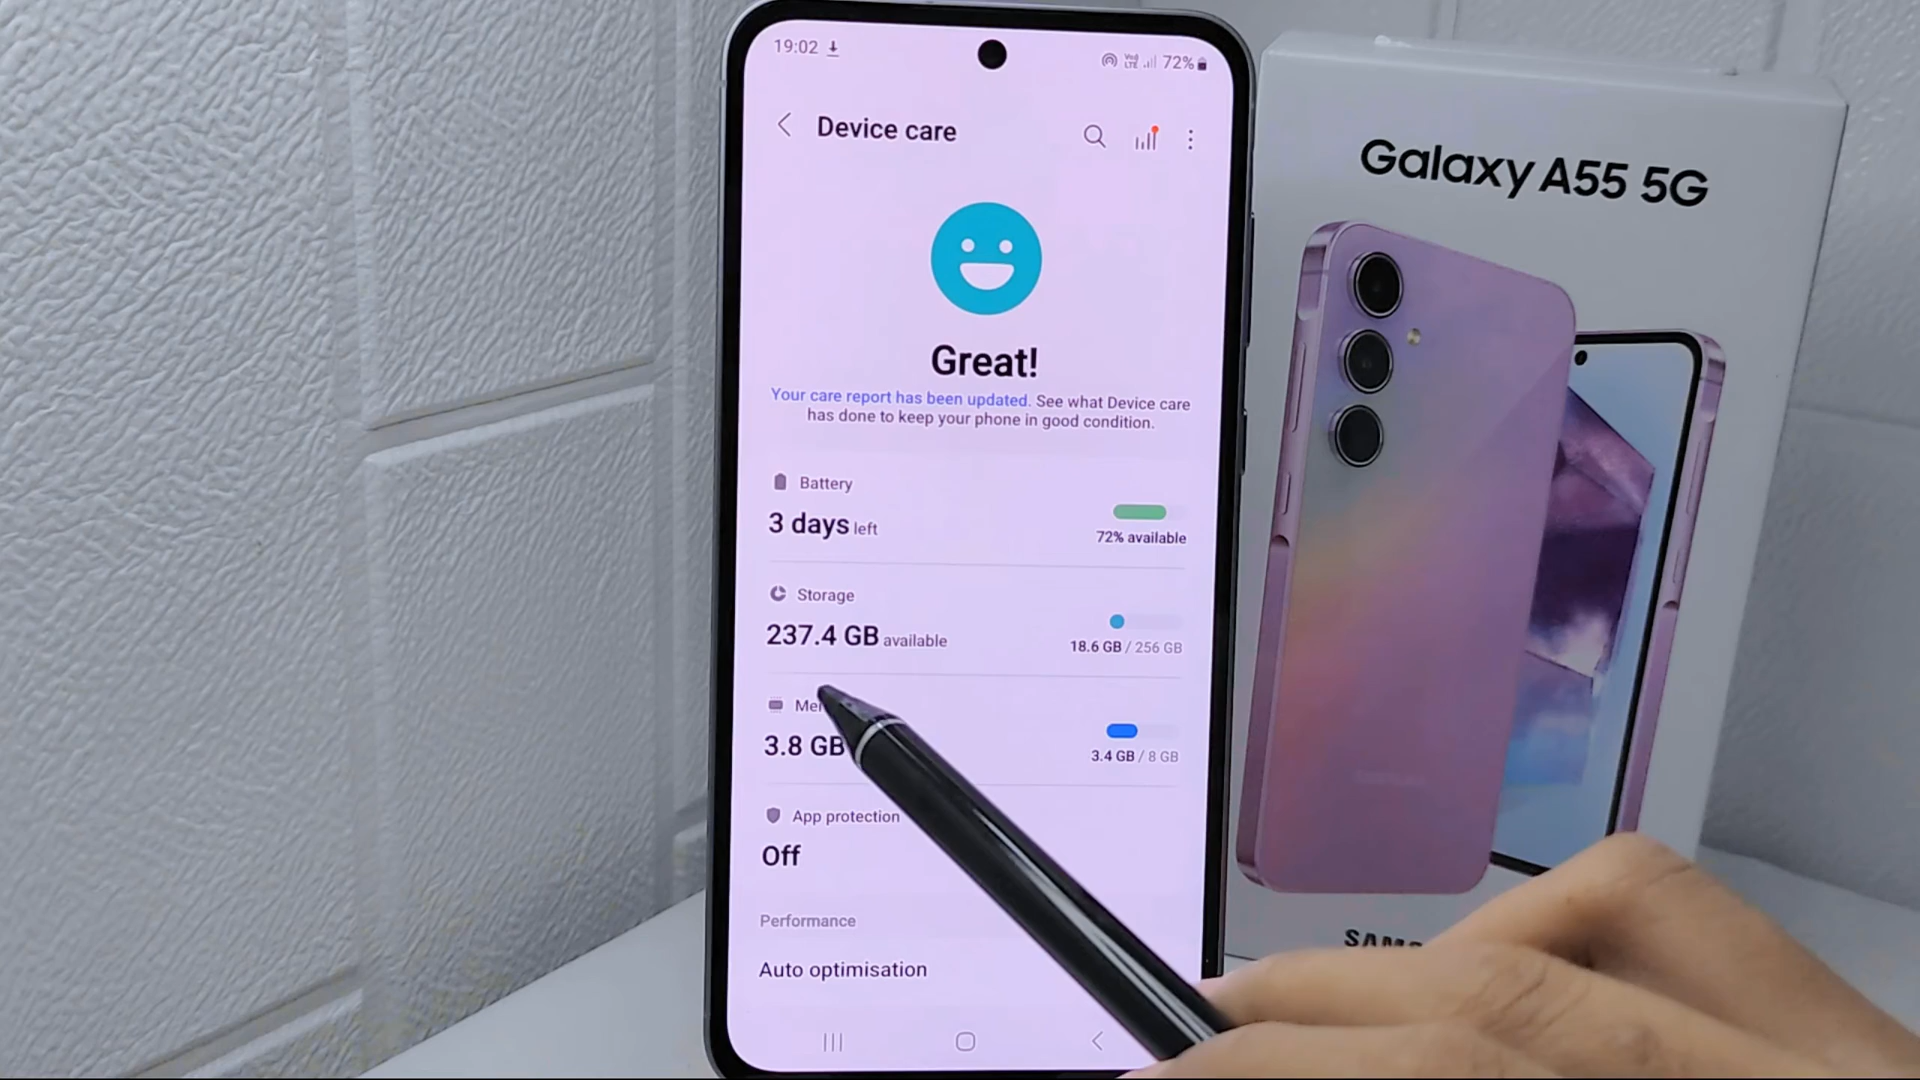 19:02
Vo)) LTE 72%
Device care
Great!
Your care report has been updated. See what Device care
has done to keep your phone in good condition.
Battery
3 days left
72% available
Storage
237.4 GB available
18.6 GB / 256 GB
3.8 GB
3.4 GB / 8 GB
App protection
Off
Performance
Auto optimisation
Galaxy A55 5G